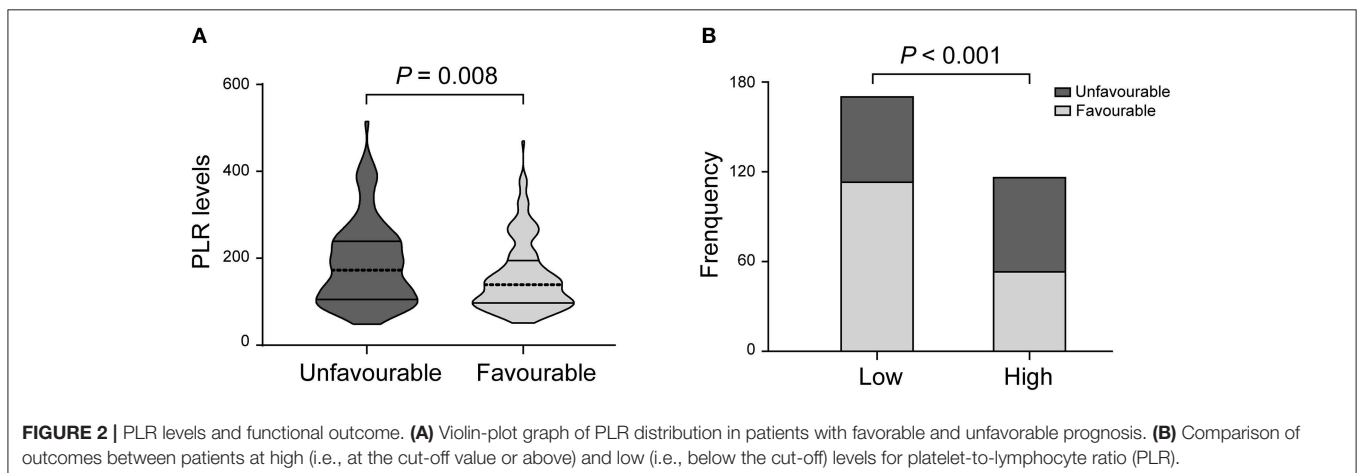 A
P = 0.008
600
400
200
0
PLR levels
Unfavourable
Favourable
B
P < 0.001
180
120
60
0
Frenquency
Unfavourable
Favourable
Low
High
FIGURE 2 | PLR levels and functional outcome. (A) Violin-plot graph of PLR distribution in patients with favorable and unfavorable prognosis. (B) Comparison of
outcomes between patients at high (i.e., at the cut-off value or above) and low (i.e., below the cut-off) levels for platelet-to-lymphocyte ratio (PLR).